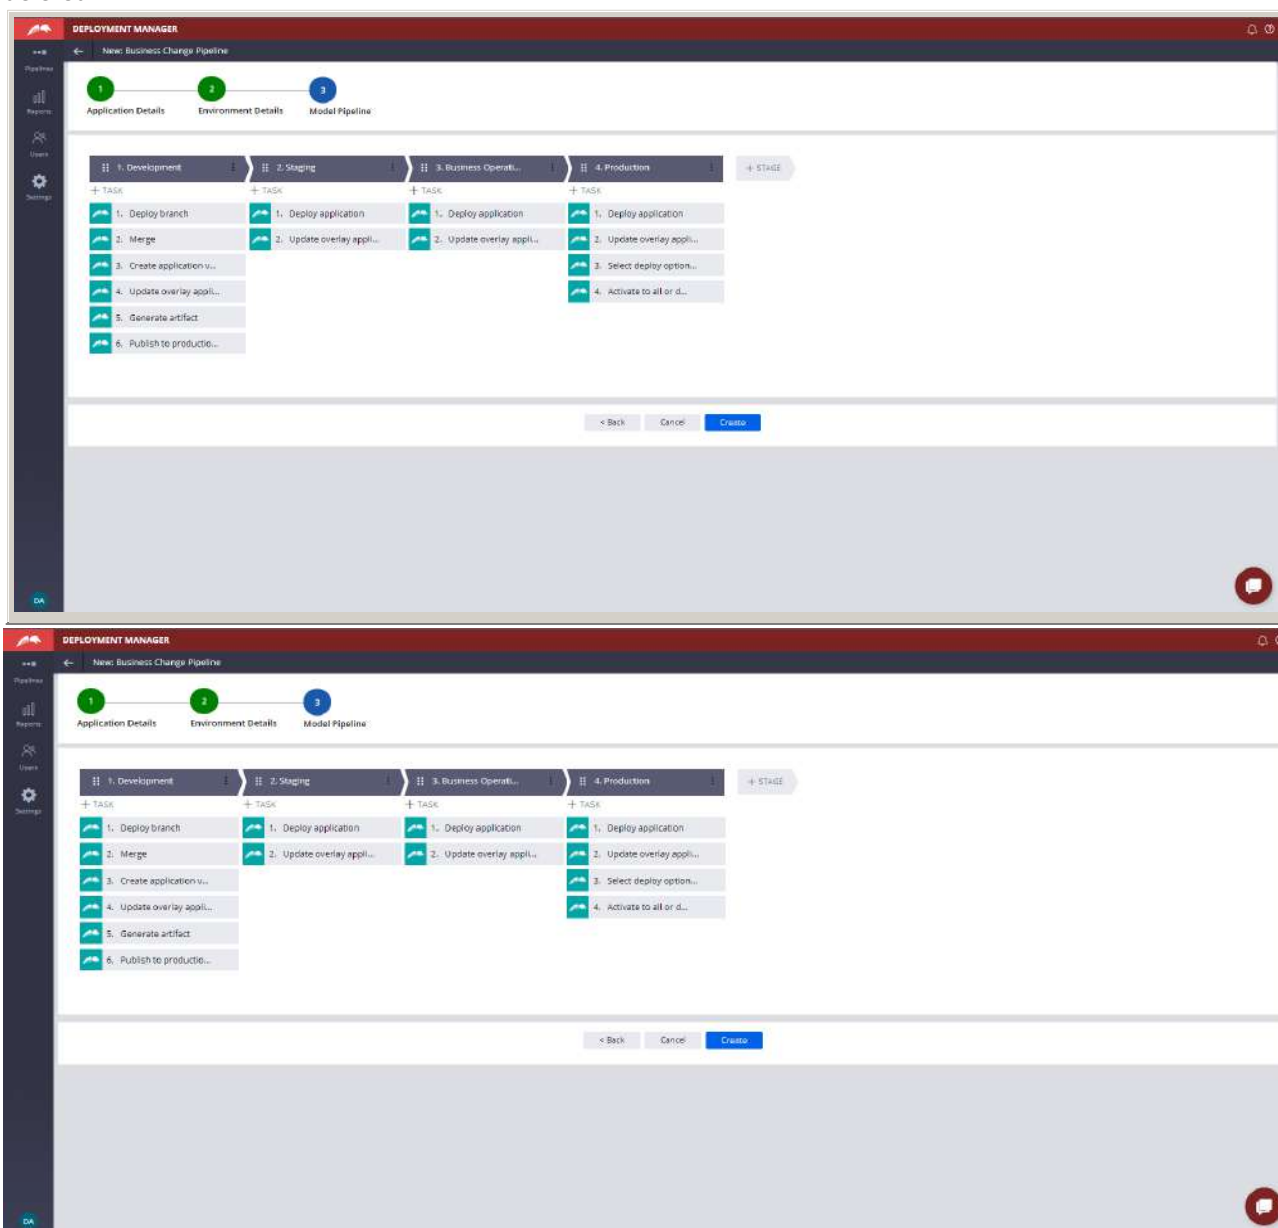 DEPLOYMENT MANAGER
New: Business Change Pipeline
Pipelines
Reports
Users
Settings
1 2 3
Application Details Environment Details Model Pipeline
1. Development 2. Staging 3. Business Operati... 4. Production + STAGE
+ TASK + TASK + TASK + TASK
1. Deploy branch 1. Deploy application 1. Deploy application 1. Deploy application
2. Merge 2. Update overlay appli... 2. Update overlay appli... 2. Update overlay appli...
3. Create application v... 3. Select deploy option...
4. Update overlay appli... 4. Activate to all or d...
5. Generate artifact
6. Publish to productio...
< Back Cancel Create
DA
DEPLOYMENT MANAGER
New: Business Change Pipeline
Pipelines
Reports
Users
Settings
1 2 3
Application Details Environment Details Model Pipeline
1. Development 2. Staging 3. Business Operati... 4. Production + STAGE
+ TASK + TASK + TASK + TASK
1. Deploy branch 1. Deploy application 1. Deploy application 1. Deploy application
2. Merge 2. Update overlay appli... 2. Update overlay appli... 2. Update overlay appli...
3. Create application v... 3. Select deploy option...
4. Update overlay appli... 4. Activate to all or d...
5. Generate artifact
6. Publish to productio...
< Back Cancel Create
DA